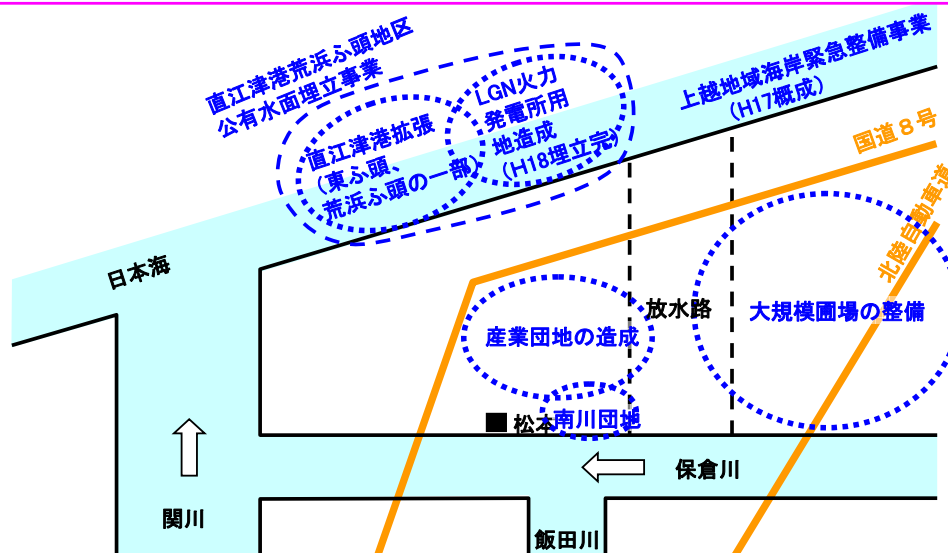 直江津港荒浜ふ頭地区
公有水面埋立事業
LGN火力
発電所用
地造成
(H18埋立完)
直江津港拡張
(東ふ頭、
荒浜ふ頭の一部)
上越地域海岸緊急整備事業
(H17概成)
国道８号
北陸自動車道
日本海
放水路
大規模圃場の整備
産業団地の造成
松本
南川団地
保倉川
関川
飯田川